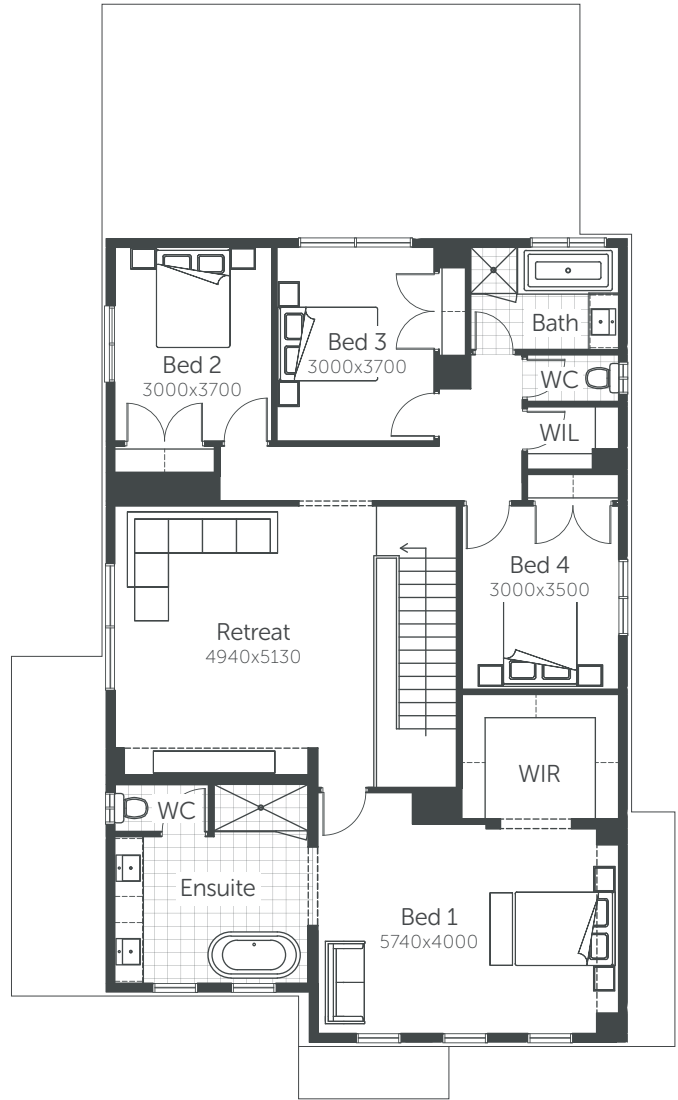 Bath
Bed 3
3000x3700
Bed 2
3000x3700
WC
WIL
Bed 4
3000x3500
Retreat
4940x5130
WIR
WC
Ensuite
Bed 1
5740x4000